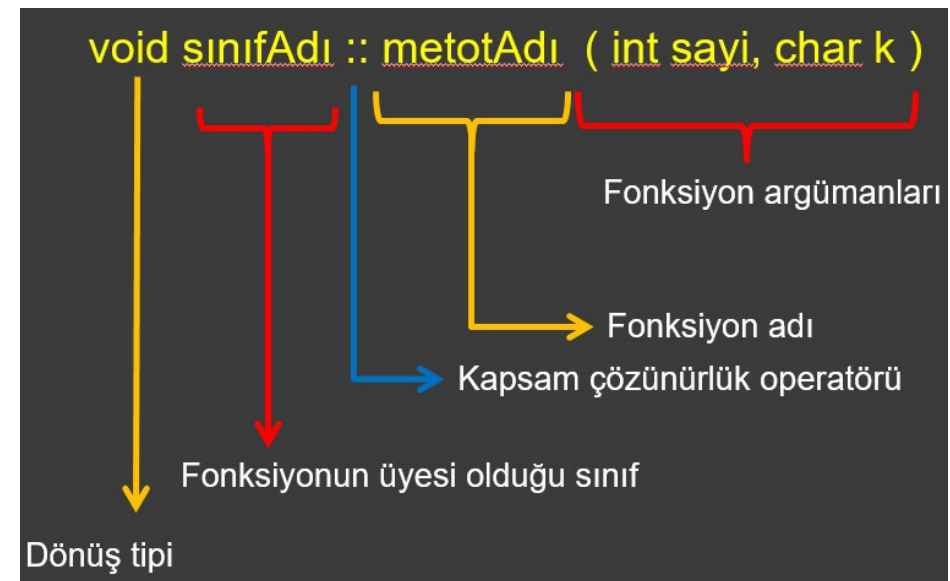 void sınıfAdı :: metotAdı ( int sayi, char k )
Fonksiyon argümanları
Fonksiyon adı
Kapsam çözünürlük operatörü
Fonksiyonun üyesi olduğu sınıf
Dönüş tipi